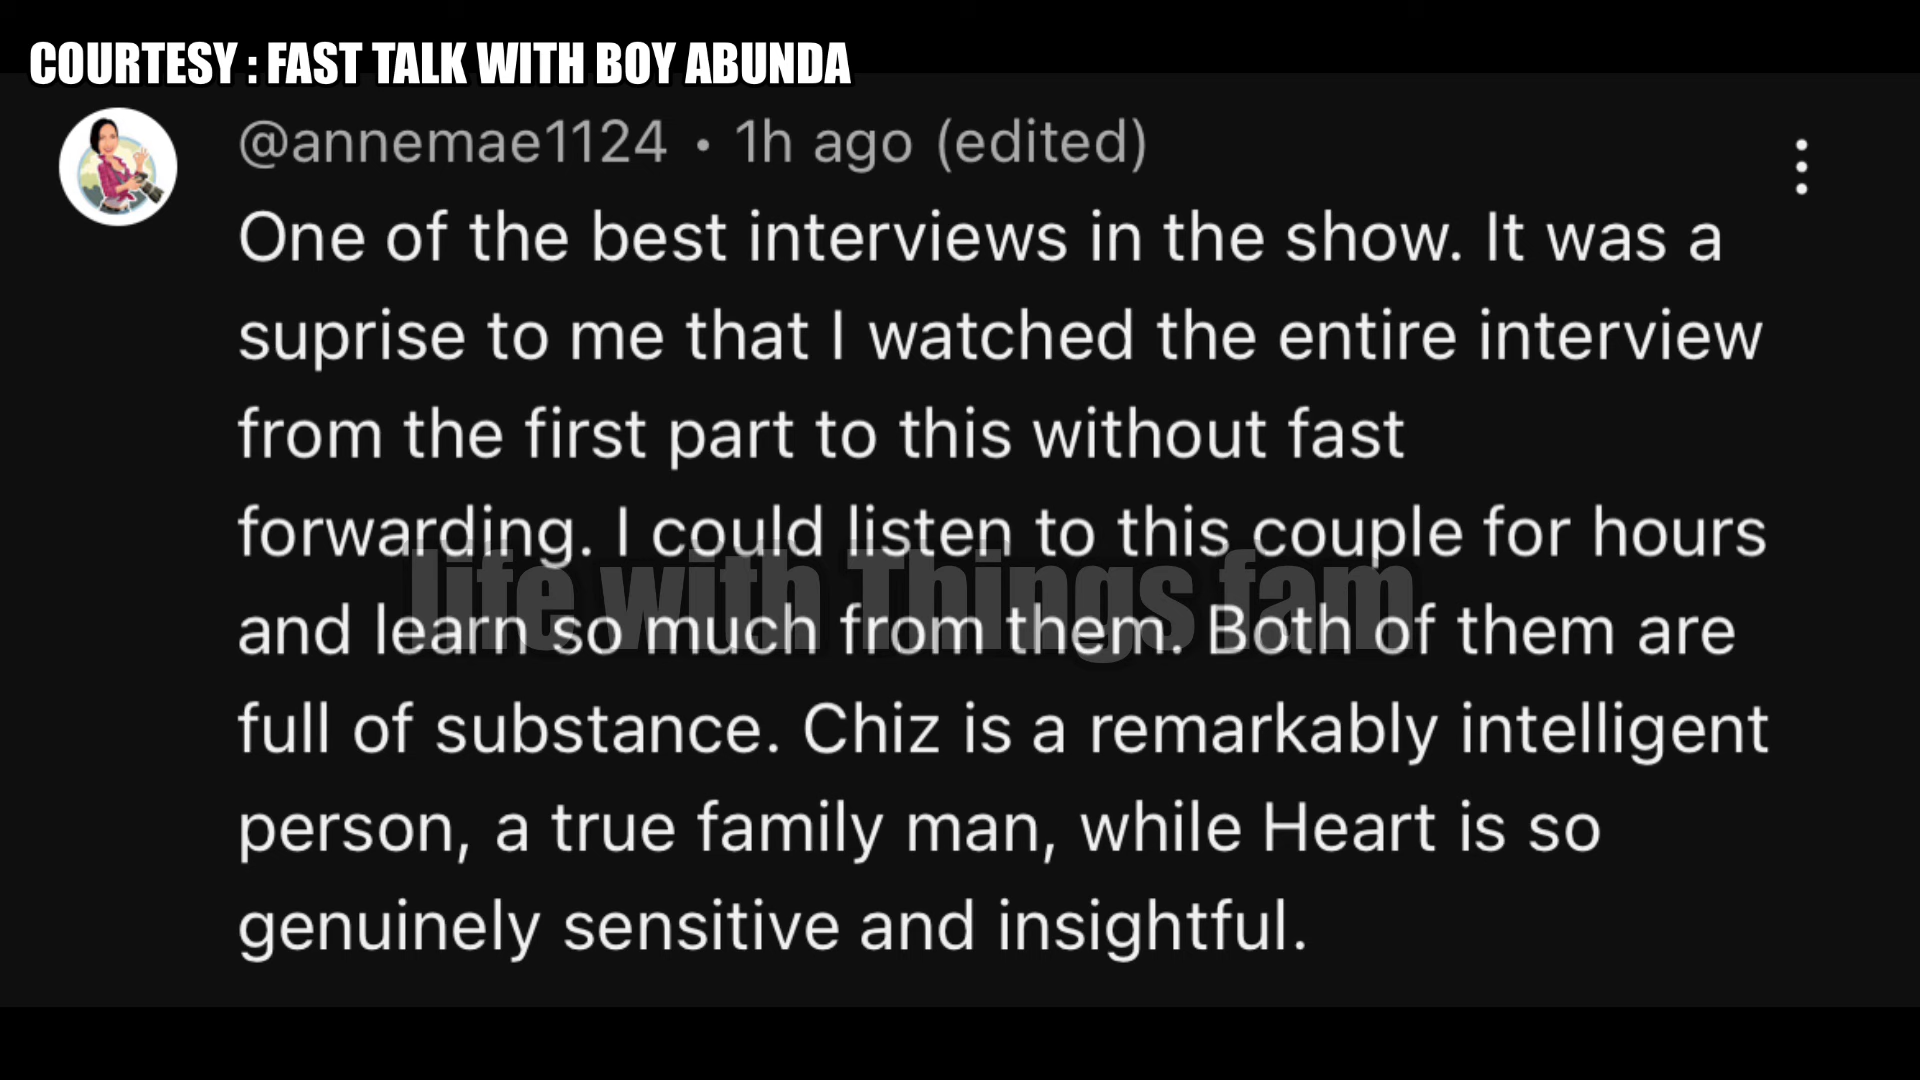 COURTESY : FAST TALK WITH BOY ABUNDA
@annemae1124 • 1h ago (edited)
One of the best interviews in the show. It was a
suprise to me that I watched the entire interview
from the first part to this without fast
forwarding. I could listen to this couple for hours
life with Things fam
and learn so much from them. Both of them are
full of substance. Chiz is a remarkably intelligent
person, a true family man, while Heart is so
genuinely sensitive and insightful.